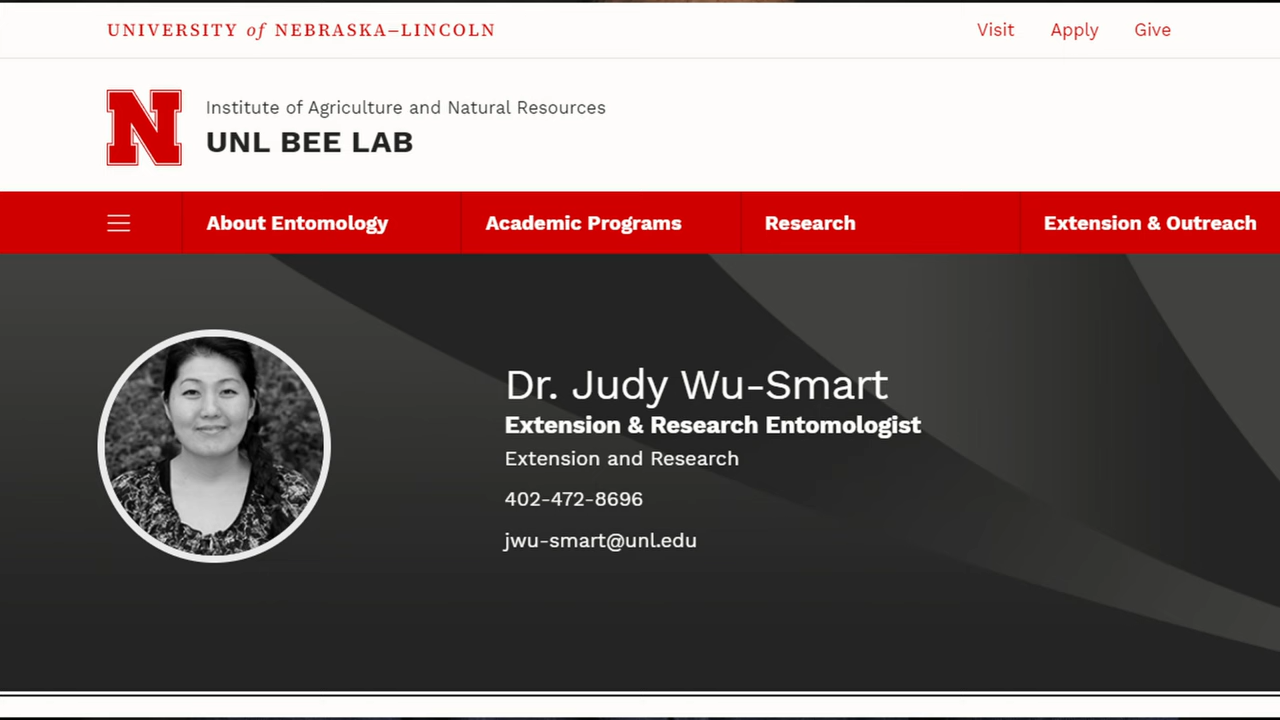 UNIVERSITY of NEBRASKA–LINCOLN
Visit Apply Give
N
Institute of Agriculture and Natural Resources
UNL BEE LAB
About Entomology Academic Programs Research Extension & Outreach
Dr. Judy Wu-Smart
Extension & Research Entomologist
Extension and Research
402-472-8696
jwu-smart@unl.edu